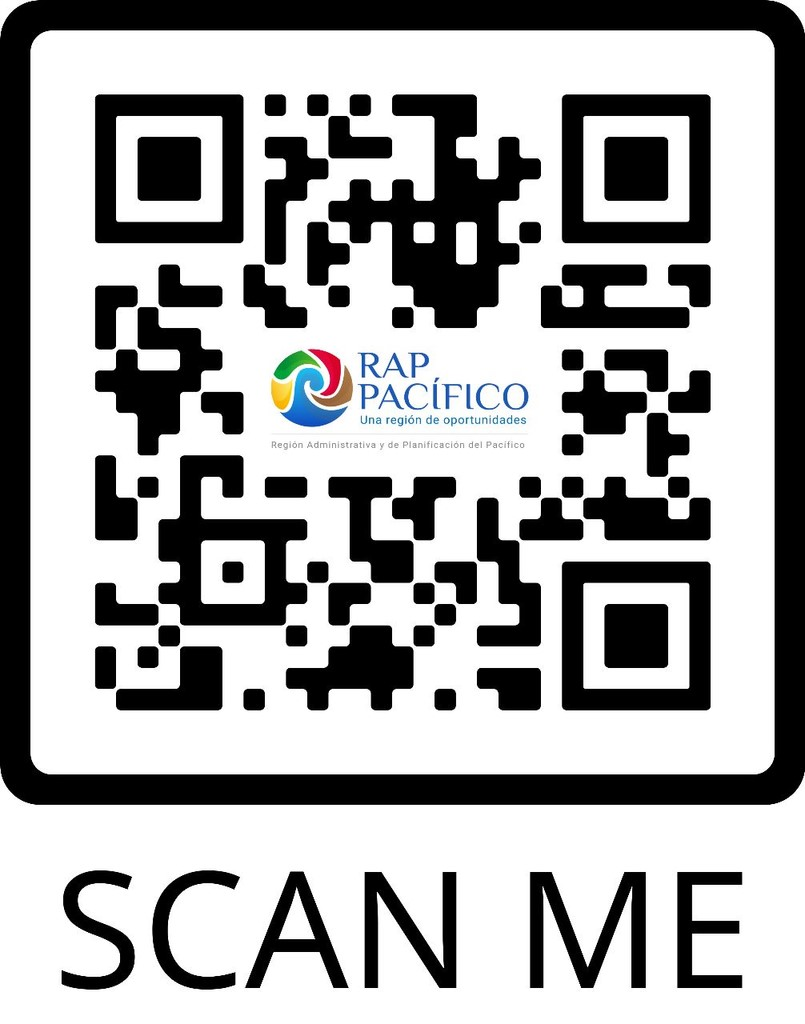 RAP
PACÍFICO
Una región de oportunidades
Región Administrativa y de Planificación del Pacífico
SCAN ME